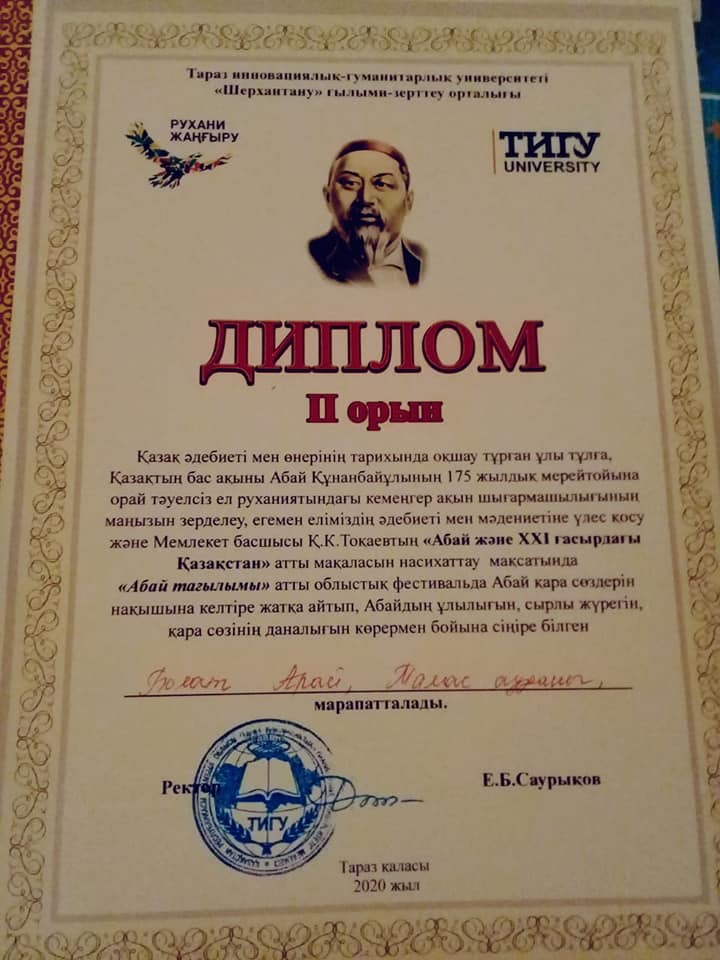 Тараз инновациялық-гуманитарлық университеті
«Шерхантану» ғылыми-зерттеу орталығы
РУХАНИ
ЖАҢҒЫРУ
ТИГУ
UNIVERSITY
ДИПЛОМ
II орын
Қазақ әдебиеті мен өнерінің тарихында оқшау тұрған ұлы тұлға,
Қазақтың бас ақыны Абай Құнанбайұлының 175 жылдық мерейтойына
орай тәуелсіз ел руханиятындағы кемеңгер ақын шығармашылығының
маңызын зерделеу, егемен еліміздің әдебиеті мен мәдениетіне үлес қосу
және Мемлекет басшысы Қ.К.Тоқаевтың «Абай және XXI ғасырдағы
Қазақстан» атты мақаласын насихаттау мақсатында
«Абай тағылымы» атты облыстық фестивальда Абай қара сөздерін
нақышына келтіре жатқа айтып, Абайдың ұлылығын, сырлы жүрегін,
қара сөзінің даналығын көрермен бойына сіңіре білген
Болат Арай, Талас ауданы,
марапатталады.
Ректор
Е.Б.Саурықов
ТИГУ
Тараз қаласы
2020 жыл